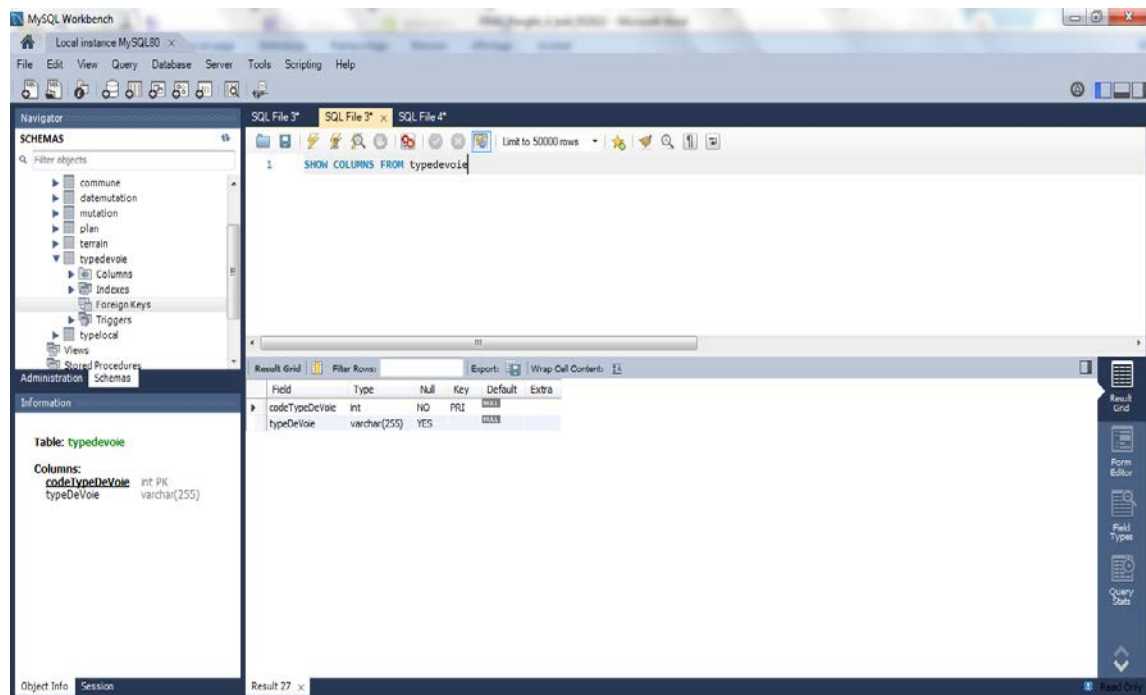 MySQL Workbench
Local instance MySQL80 ×
File Edit View Query Database Server Tools Scripting Help
Navigator
SCHEMAS
Filter objects
commune
datemutation
mutation
plan
terrain
typedevoie
Columns
Indexes
Foreign Keys
Triggers
typelocal
Views
Stored Procedures
Administration Schemas
Information
Table: typedevoie
Columns:
codeTypeDeVoie int PK
typeDeVoie varchar(255)
Object Info Session
SQL File 3* SQL File 3* × SQL File 4*
Limit to 50000 rows
1 SHOW COLUMNS FROM typedevoie
Result Grid Filter Rows: Export: Wrap Cell Content:
Field Type Null Key Default Extra
codeTypeDeVoie int NO PRI NULL
typeDeVoie varchar(255) YES NULL
Result 27 ×
Result Grid
Form Editor
Field Types
Query Stats
Read Only